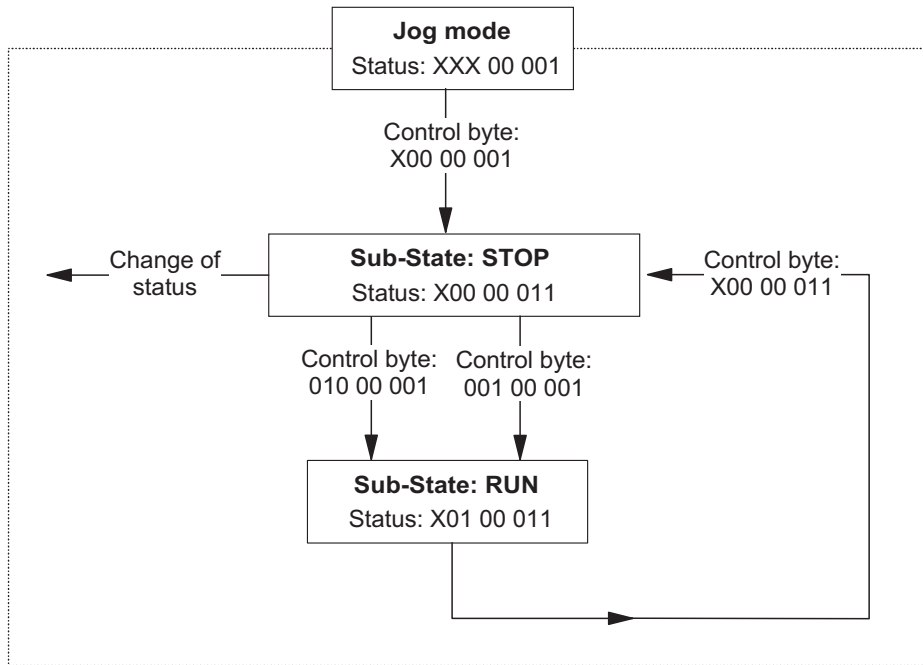 Jog mode
Status: XXX 00 001
Control byte:
X00 00 001
Change of
status
Sub-State: STOP
Status: X00 00 011
Control byte:
X00 00 011
Control byte:
010 00 001
Control byte:
001 00 001
Sub-State: RUN
Status: X01 00 011